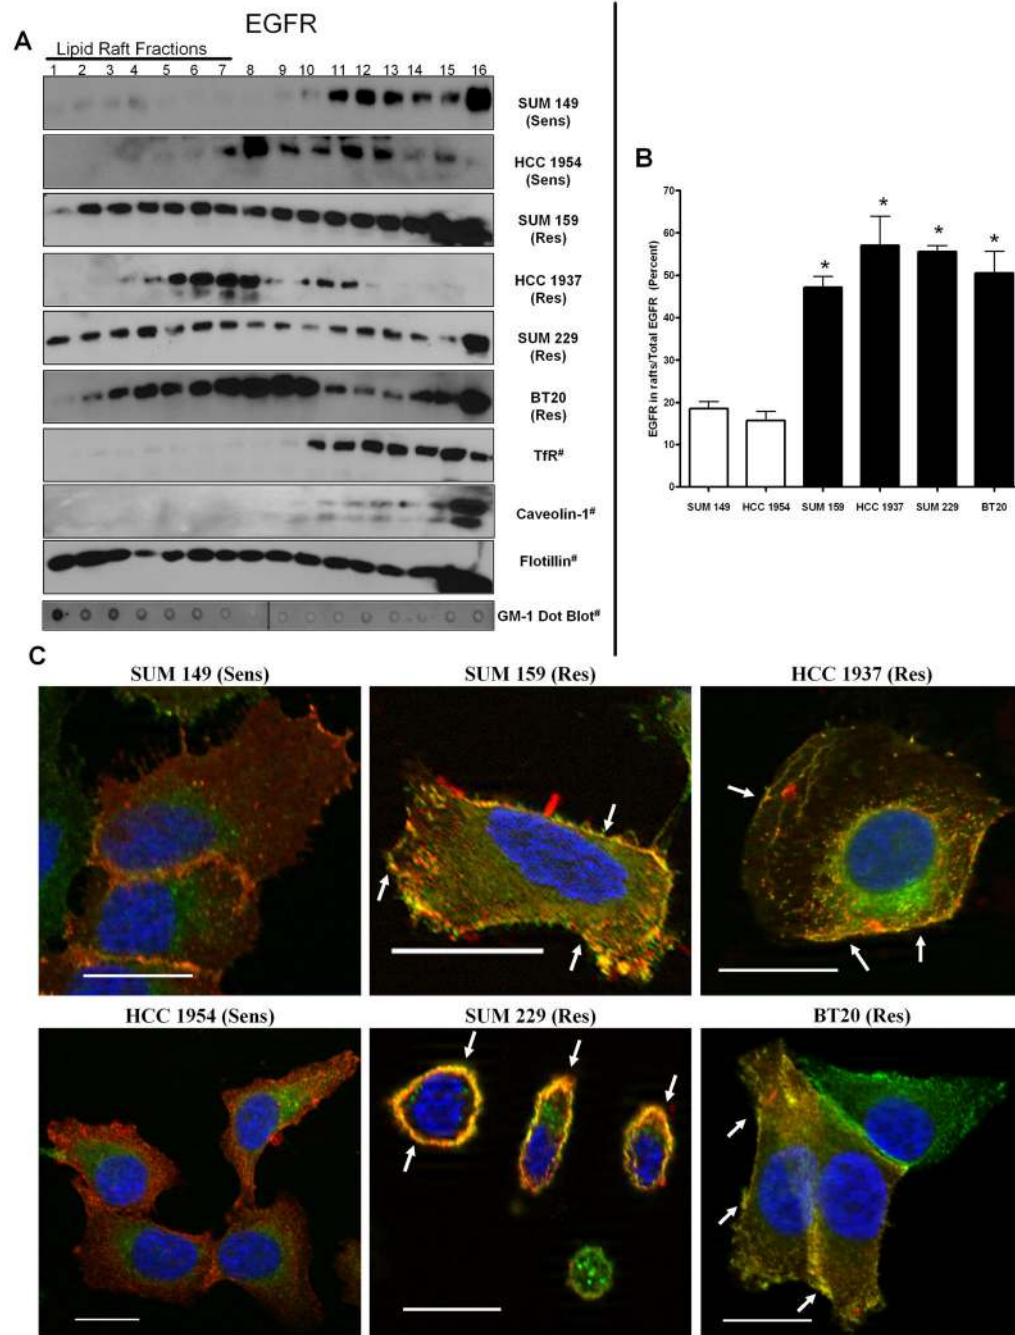 EGFR
A
Lipid Raft Fractions
1 2 3 4 5 6 7 8 9 10 11 12 13 14 15 16
SUM 149
(Sens)
HCC 1954
(Sens)
SUM 159
(Res)
HCC 1937
(Res)
SUM 229
(Res)
BT20
(Res)
TfR#
Caveolin-1#
Flotillin#
GM-1 Dot Blot#
B
EGFR in rafts/Total EGFR (Percent)
70
60
50
40
30
20
10
0
* * * *
SUM 149 HCC 1954 SUM 159 HCC 1937 SUM 229 BT20
C
SUM 149 (Sens) SUM 159 (Res) HCC 1937 (Res)
HCC 1954 (Sens) SUM 229 (Res) BT20 (Res)